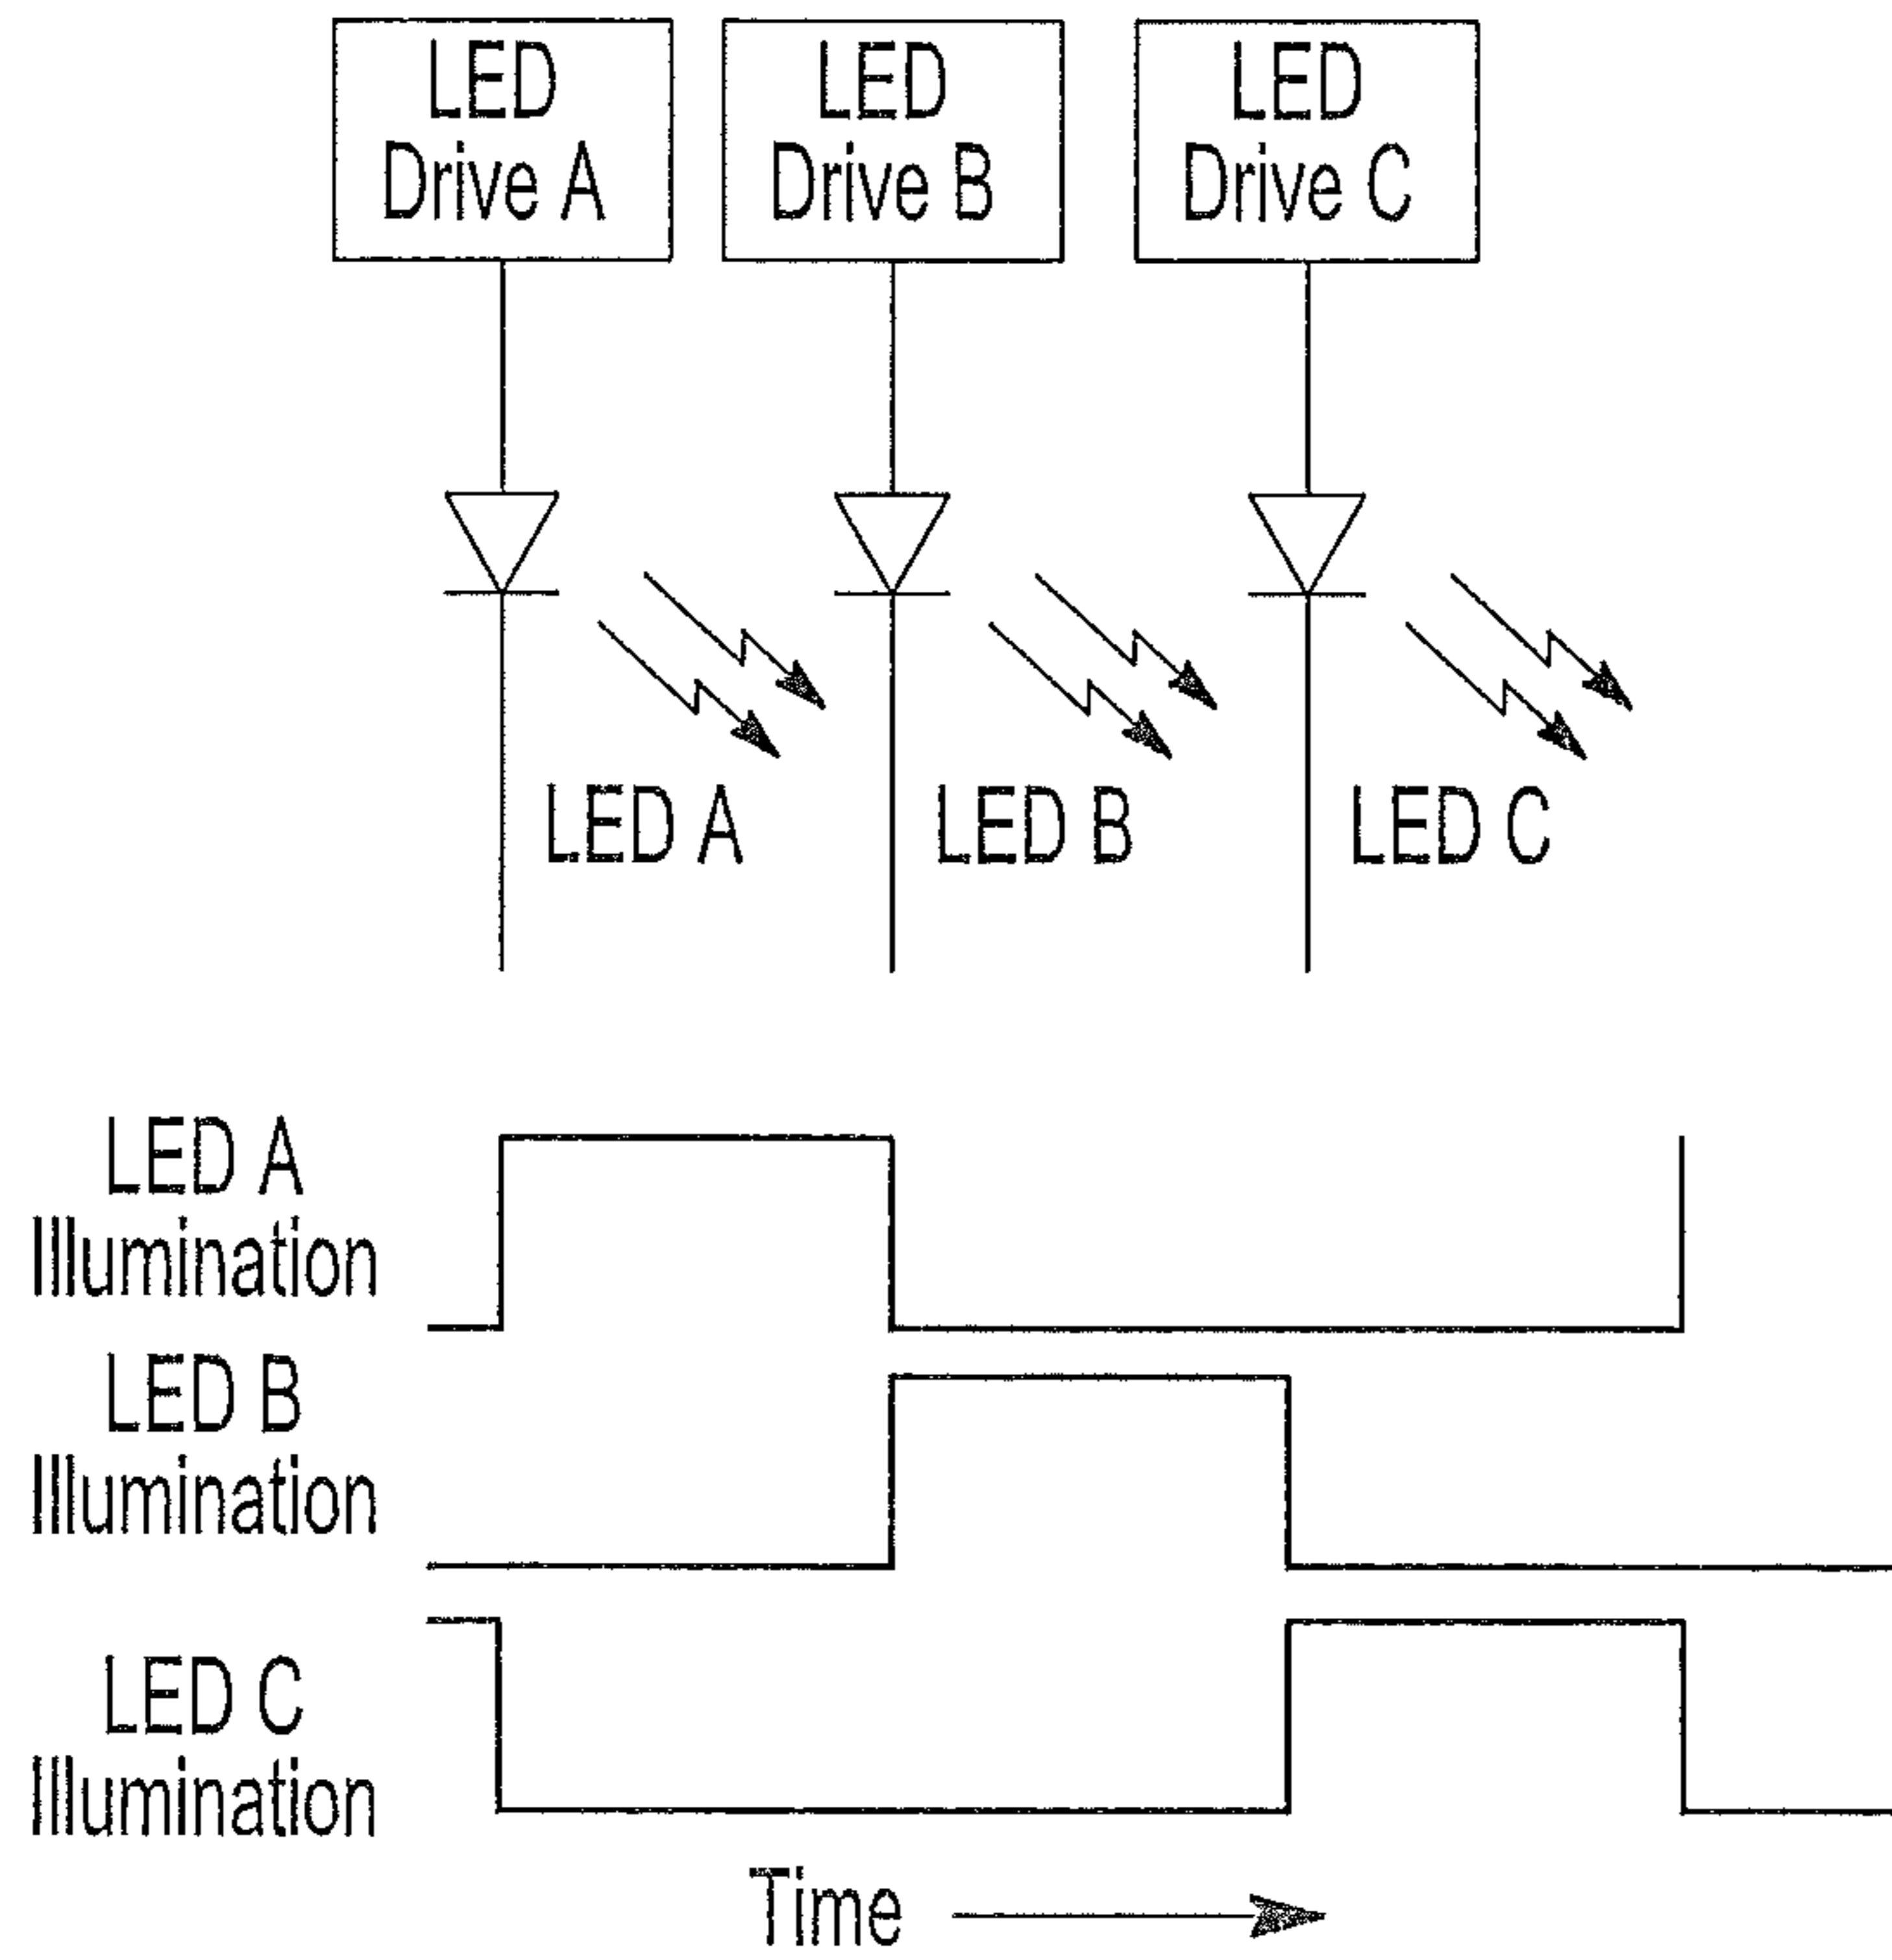 LED
Drive A
LED
Drive B
LED
Drive C
LED A
LED B
LED C
LED A
Illumination
LED B
Illumination
LED C
Illumination
Time